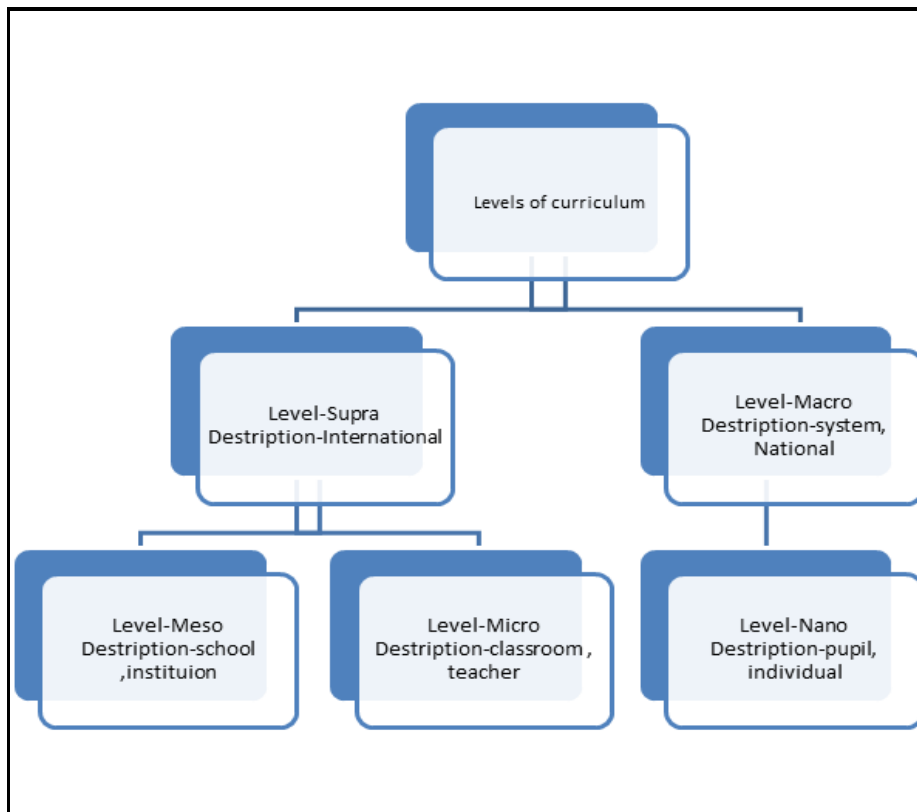 Levels of curriculum
Level-Supra
Destription-International
Level-Macro
Destription-system,
National
Level-Meso
Destription-school
,instituion
Level-Micro
Destription-classroom ,
teacher
Level-Nano
Destription-pupil,
individual